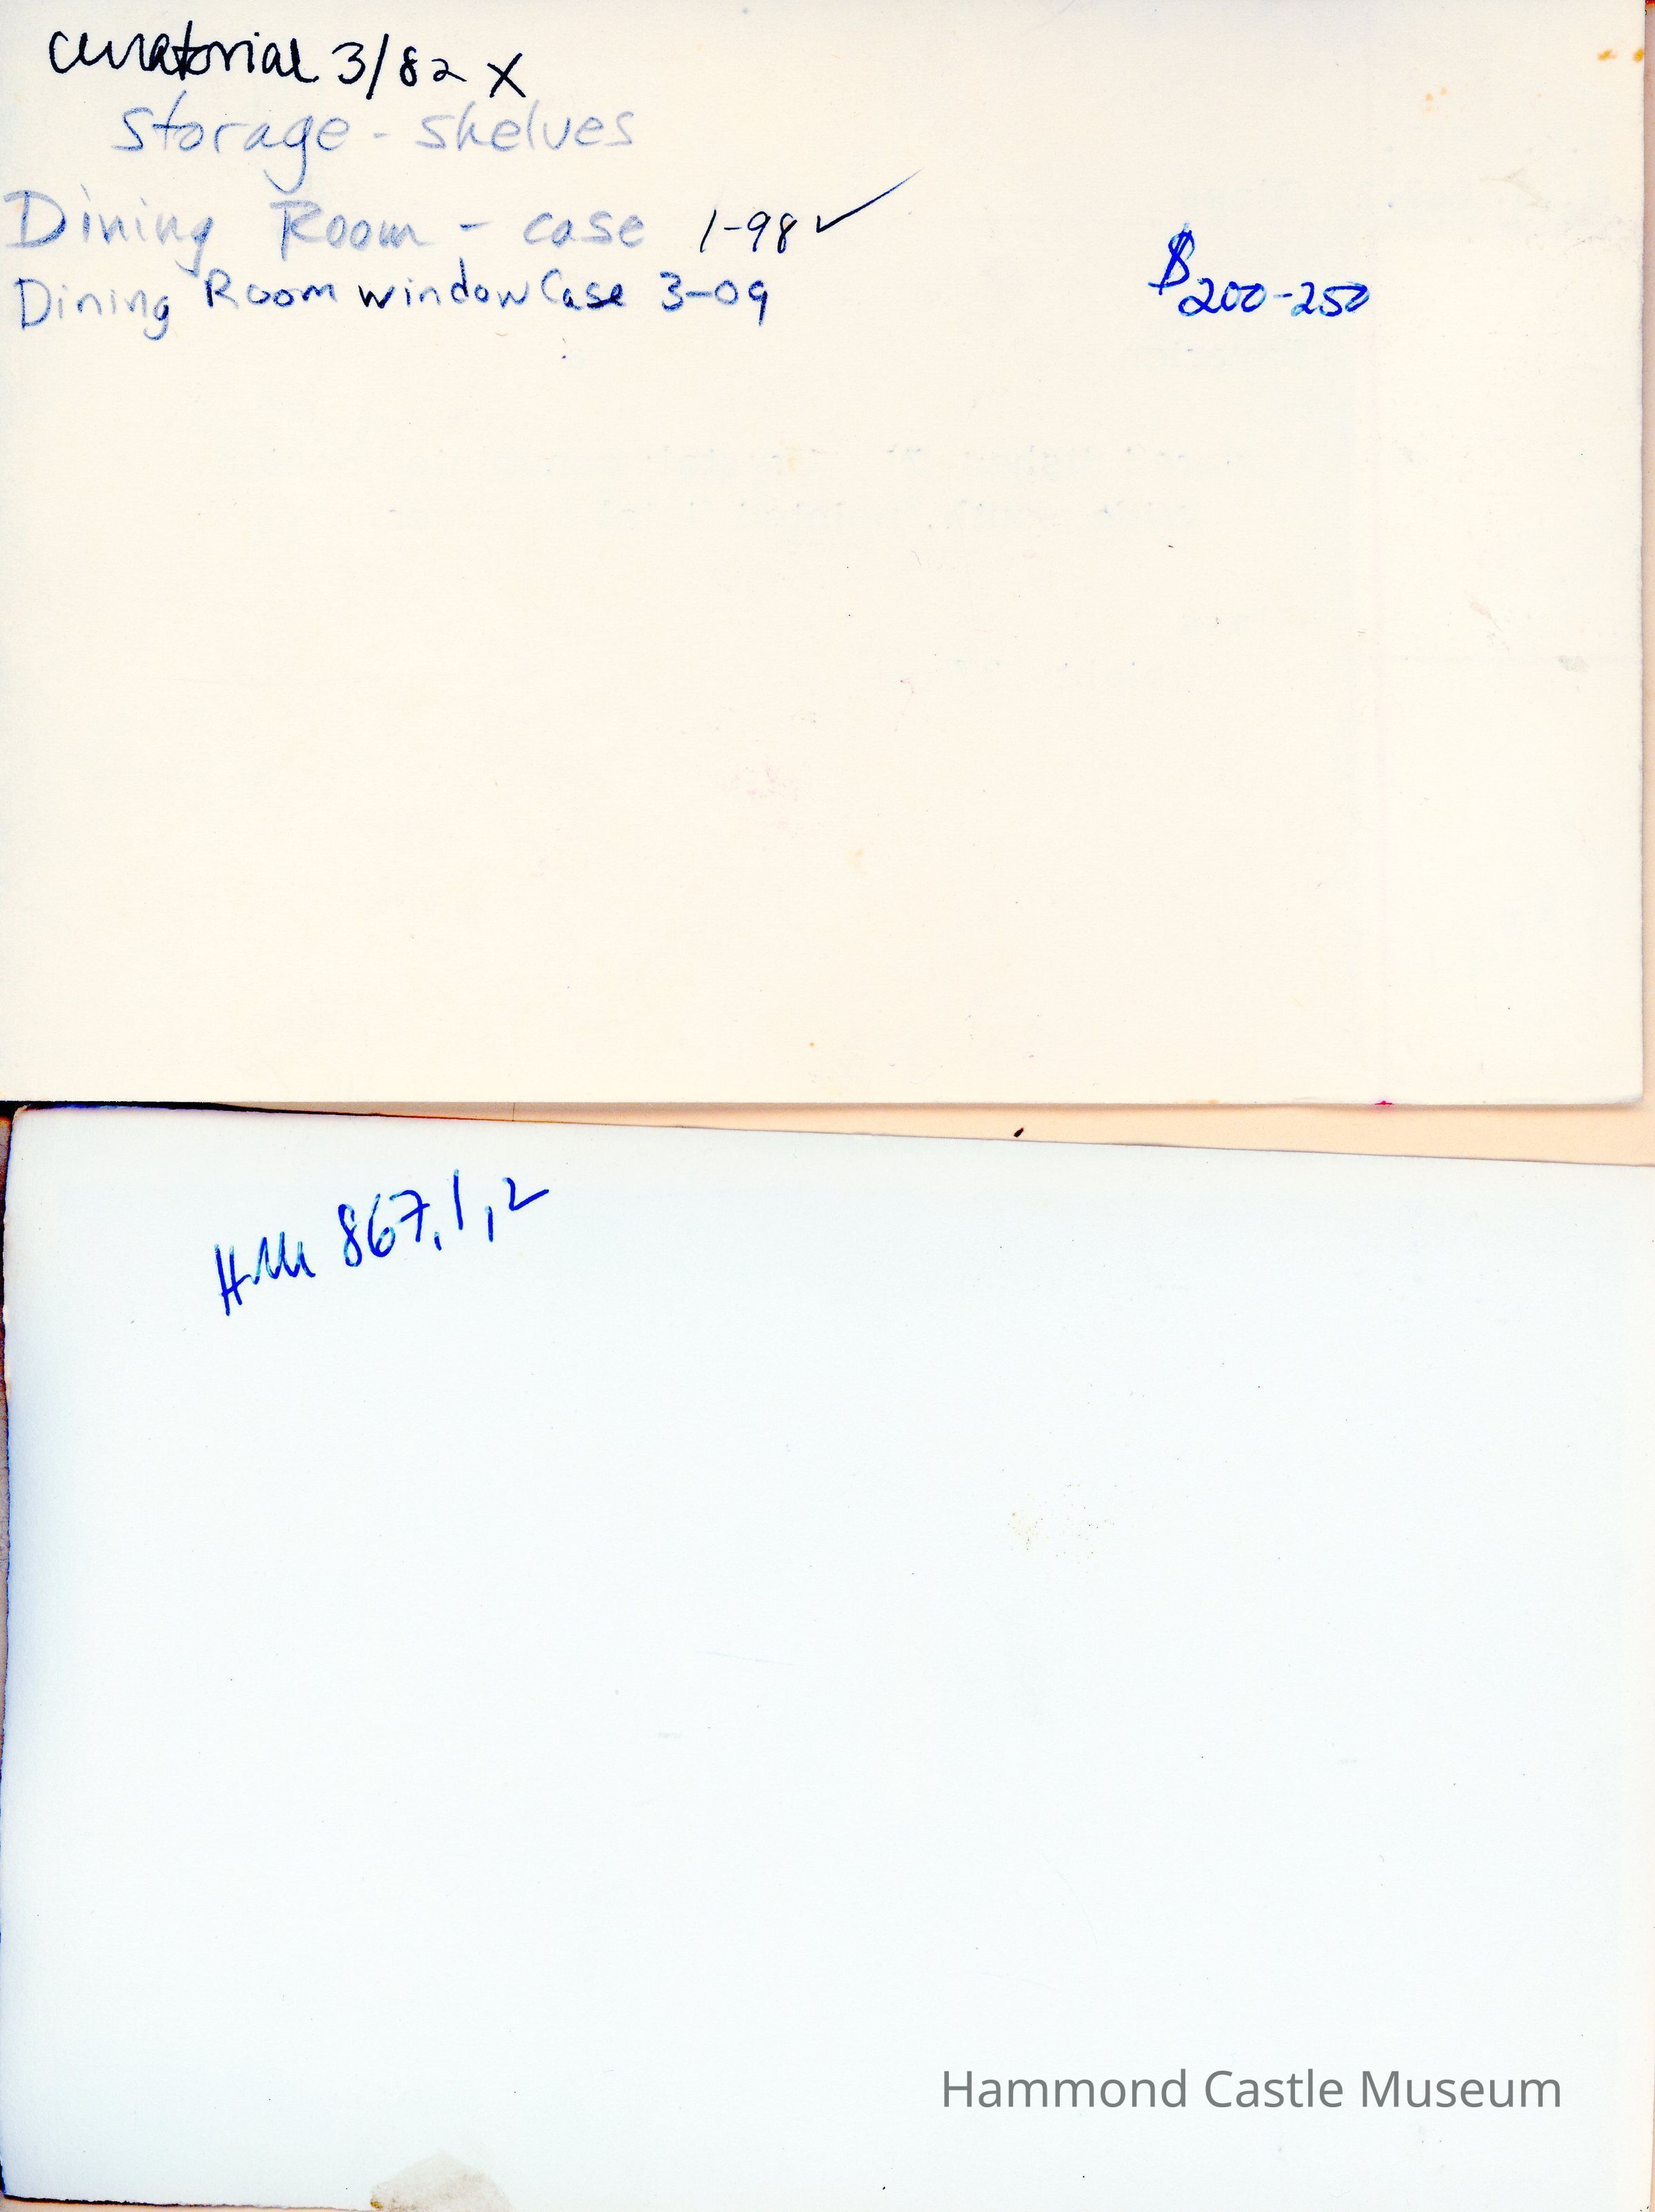 curatorial 3/82 X
Storage - shelves
Dining Room - case 1-98 ✓
Dining Room window Case 3-09
$200-250
HM 867.1,2
Hammond Castle Museum